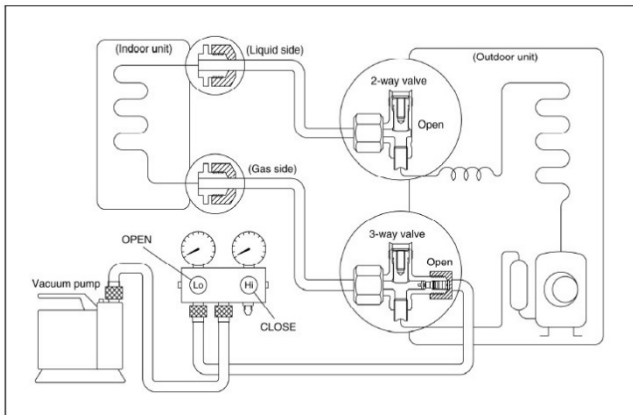 (Indoor unit)
(Liquid side)
(Outdoor unit)
2-way valve
Open
(Gas side)
3-way valve
Open
OPEN
Vacuum pump
Lo
Hi
CLOSE